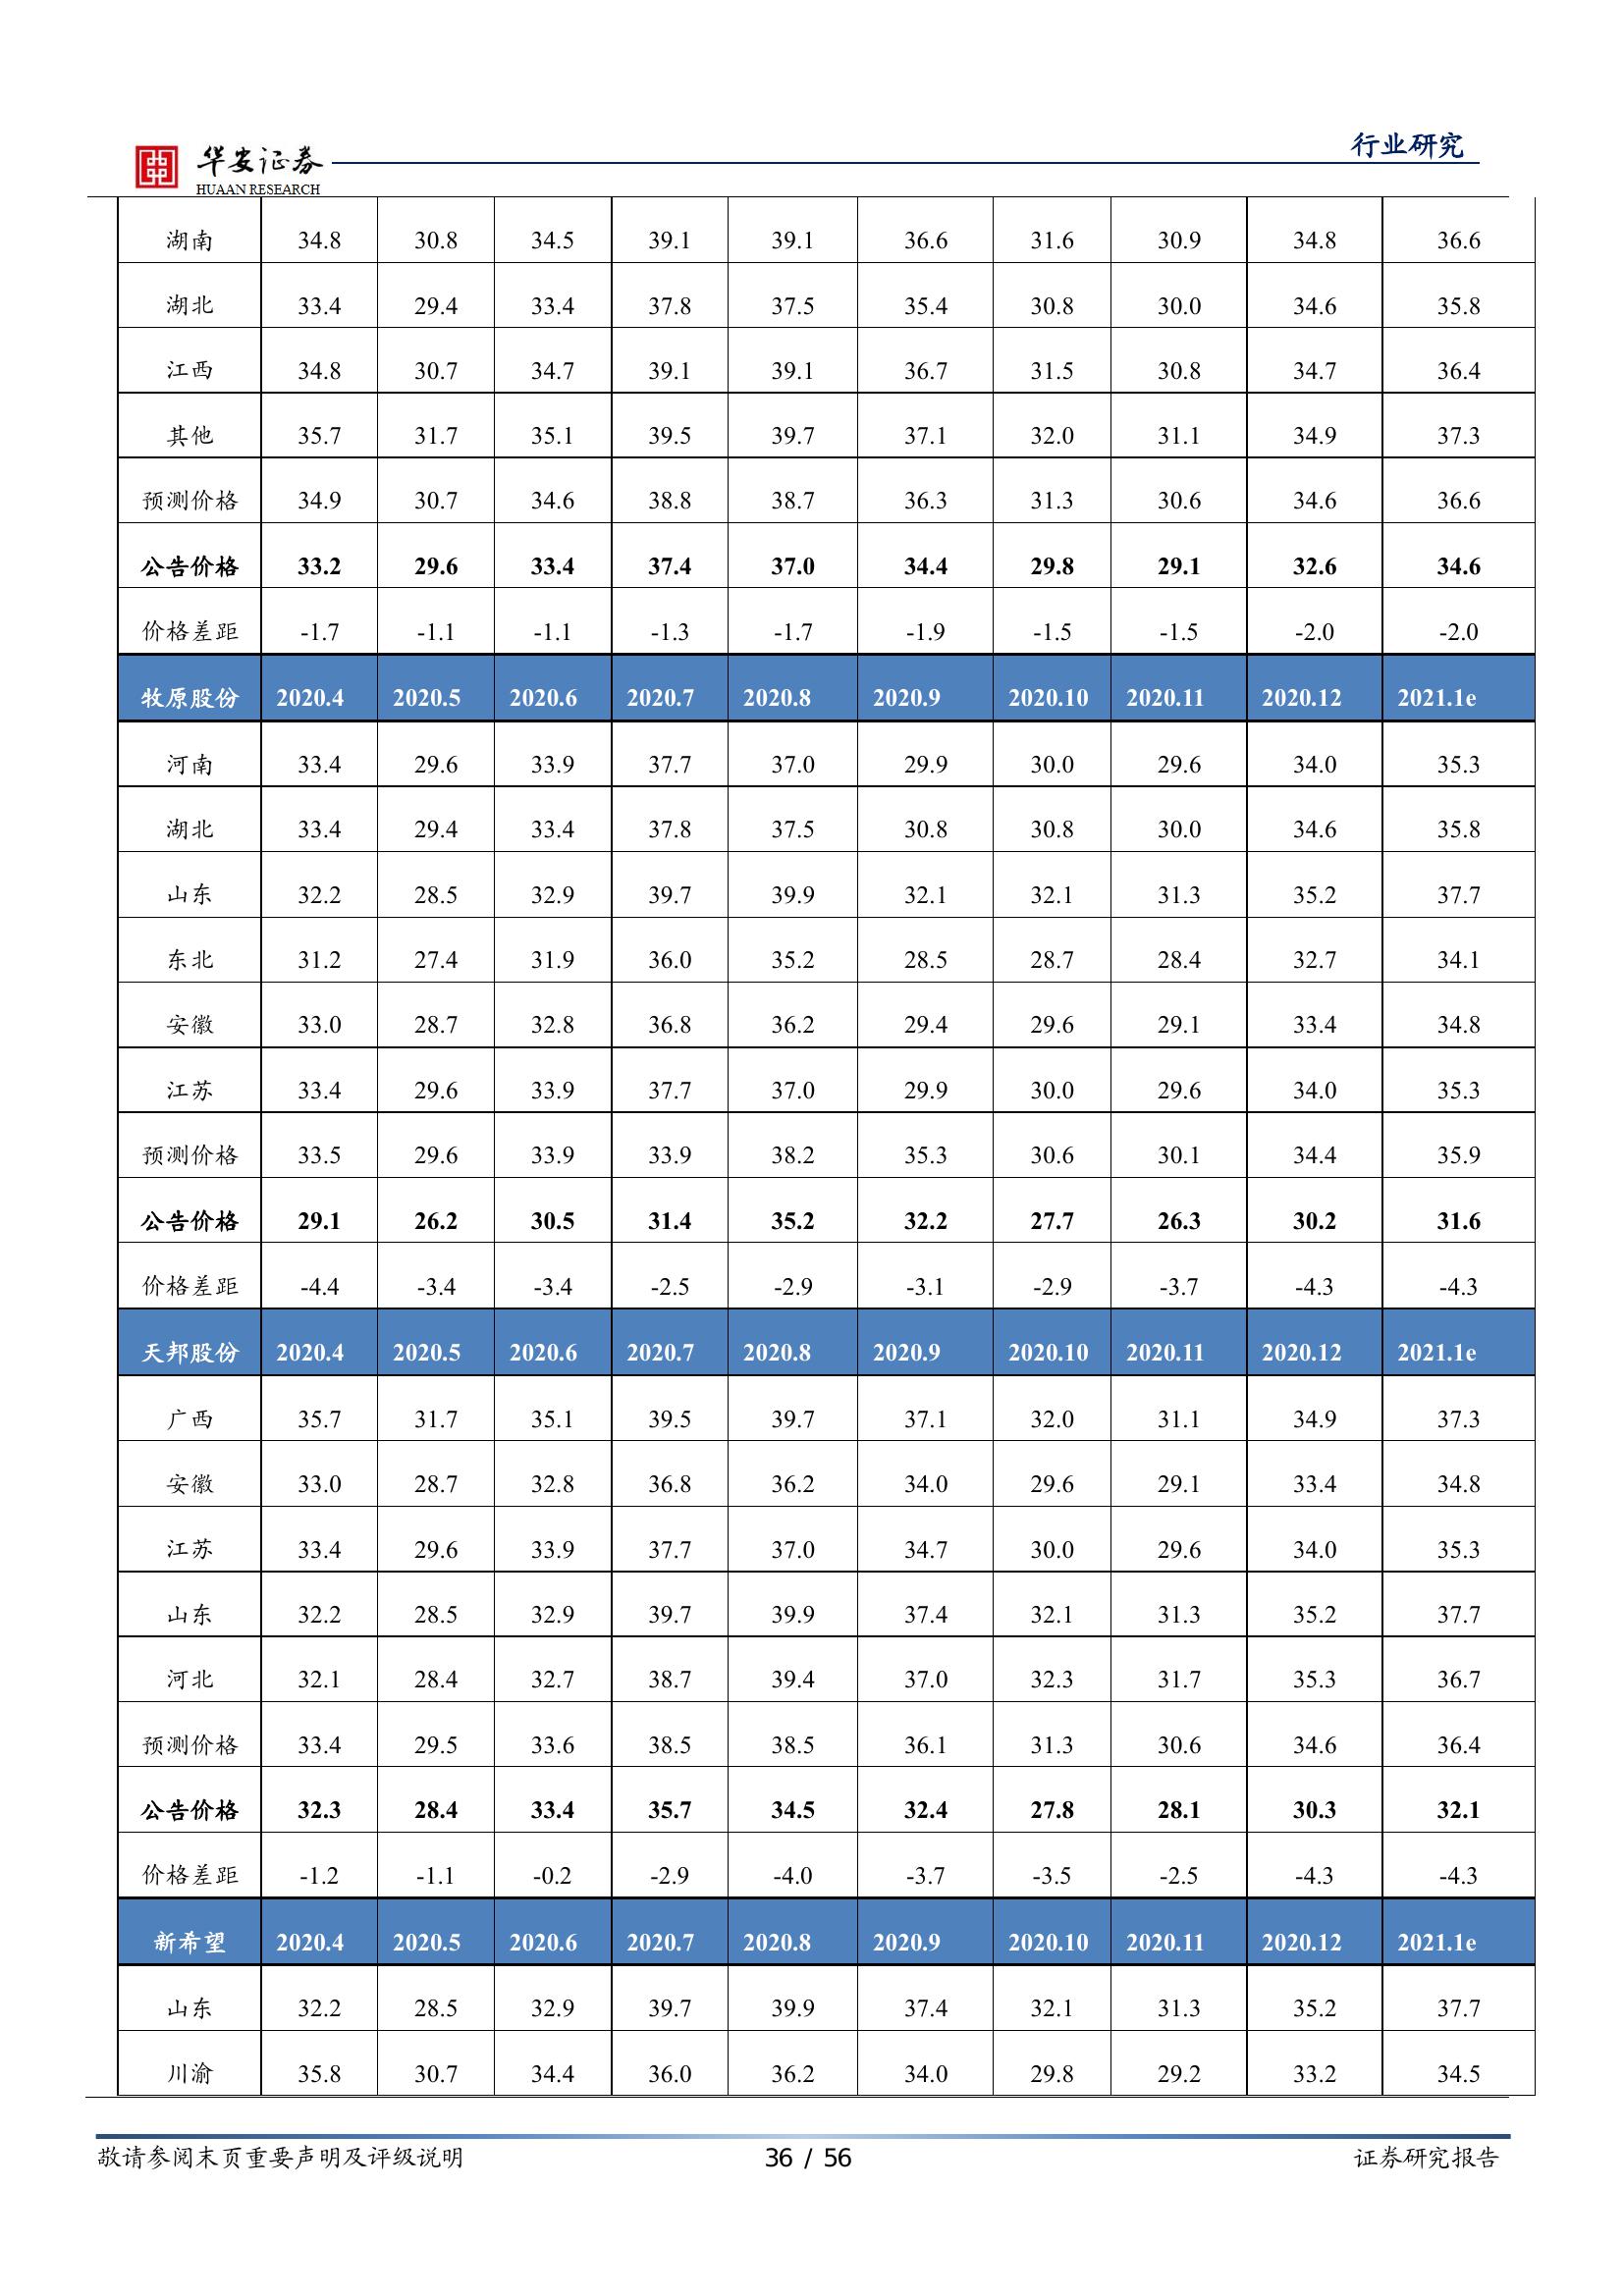 华安证券
HUAAN RESEARCH
行业研究
湖南 34.8 30.8 34.5 39.1 39.1 36.6 31.6 30.9 34.8 36.6
湖北 33.4 29.4 33.4 37.8 37.5 35.4 30.8 30.0 34.6 35.8
江西 34.8 30.7 34.7 39.1 39.1 36.7 31.5 30.8 34.7 36.4
其他 35.7 31.7 35.1 39.5 39.7 37.1 32.0 31.1 34.9 37.3
预测价格 34.9 30.7 34.6 38.8 38.7 36.3 31.3 30.6 34.6 36.6
公告价格 33.2 29.6 33.4 37.4 37.0 34.4 29.8 29.1 32.6 34.6
价格差距 -1.7 -1.1 -1.1 -1.3 -1.7 -1.9 -1.5 -1.5 -2.0 -2.0
牧原股份 2020.4 2020.5 2020.6 2020.7 2020.8 2020.9 2020.10 2020.11 2020.12 2021.1e
河南 33.4 29.6 33.9 37.7 37.0 29.9 30.0 29.6 34.0 35.3
湖北 33.4 29.4 33.4 37.8 37.5 30.8 30.8 30.0 34.6 35.8
山东 32.2 28.5 32.9 39.7 39.9 32.1 32.1 31.3 35.2 37.7
东北 31.2 27.4 31.9 36.0 35.2 28.5 28.7 28.4 32.7 34.1
安徽 33.0 28.7 32.8 36.8 36.2 29.4 29.6 29.1 33.4 34.8
江苏 33.4 29.6 33.9 37.7 37.0 29.9 30.0 29.6 34.0 35.3
预测价格 33.5 29.6 33.9 33.9 38.2 35.3 30.6 30.1 34.4 35.9
公告价格 29.1 26.2 30.5 31.4 35.2 32.2 27.7 26.3 30.2 31.6
价格差距 -4.4 -3.4 -3.4 -2.5 -2.9 -3.1 -2.9 -3.7 -4.3 -4.3
天邦股份 2020.4 2020.5 2020.6 2020.7 2020.8 2020.9 2020.10 2020.11 2020.12 2021.1e
广西 35.7 31.7 35.1 39.5 39.7 37.1 32.0 31.1 34.9 37.3
安徽 33.0 28.7 32.8 36.8 36.2 34.0 29.6 29.1 33.4 34.8
江苏 33.4 29.6 33.9 37.7 37.0 34.7 30.0 29.6 34.0 35.3
山东 32.2 28.5 32.9 39.7 39.9 37.4 32.1 31.3 35.2 37.7
河北 32.1 28.4 32.7 38.7 39.4 37.0 32.3 31.7 35.3 36.7
预测价格 33.4 29.5 33.6 38.5 38.5 36.1 31.3 30.6 34.6 36.4
公告价格 32.3 28.4 33.4 35.7 34.5 32.4 27.8 28.1 30.3 32.1
价格差距 -1.2 -1.1 -0.2 -2.9 -4.0 -3.7 -3.5 -2.5 -4.3 -4.3
新希望 2020.4 2020.5 2020.6 2020.7 2020.8 2020.9 2020.10 2020.11 2020.12 2021.1e
山东 32.2 28.5 32.9 39.7 39.9 37.4 32.1 31.3 35.2 37.7
川渝 35.8 30.7 34.4 36.0 36.2 34.0 29.8 29.2 33.2 34.5
敬请参阅末页重要声明及评级说明 36 / 56 证券研究报告